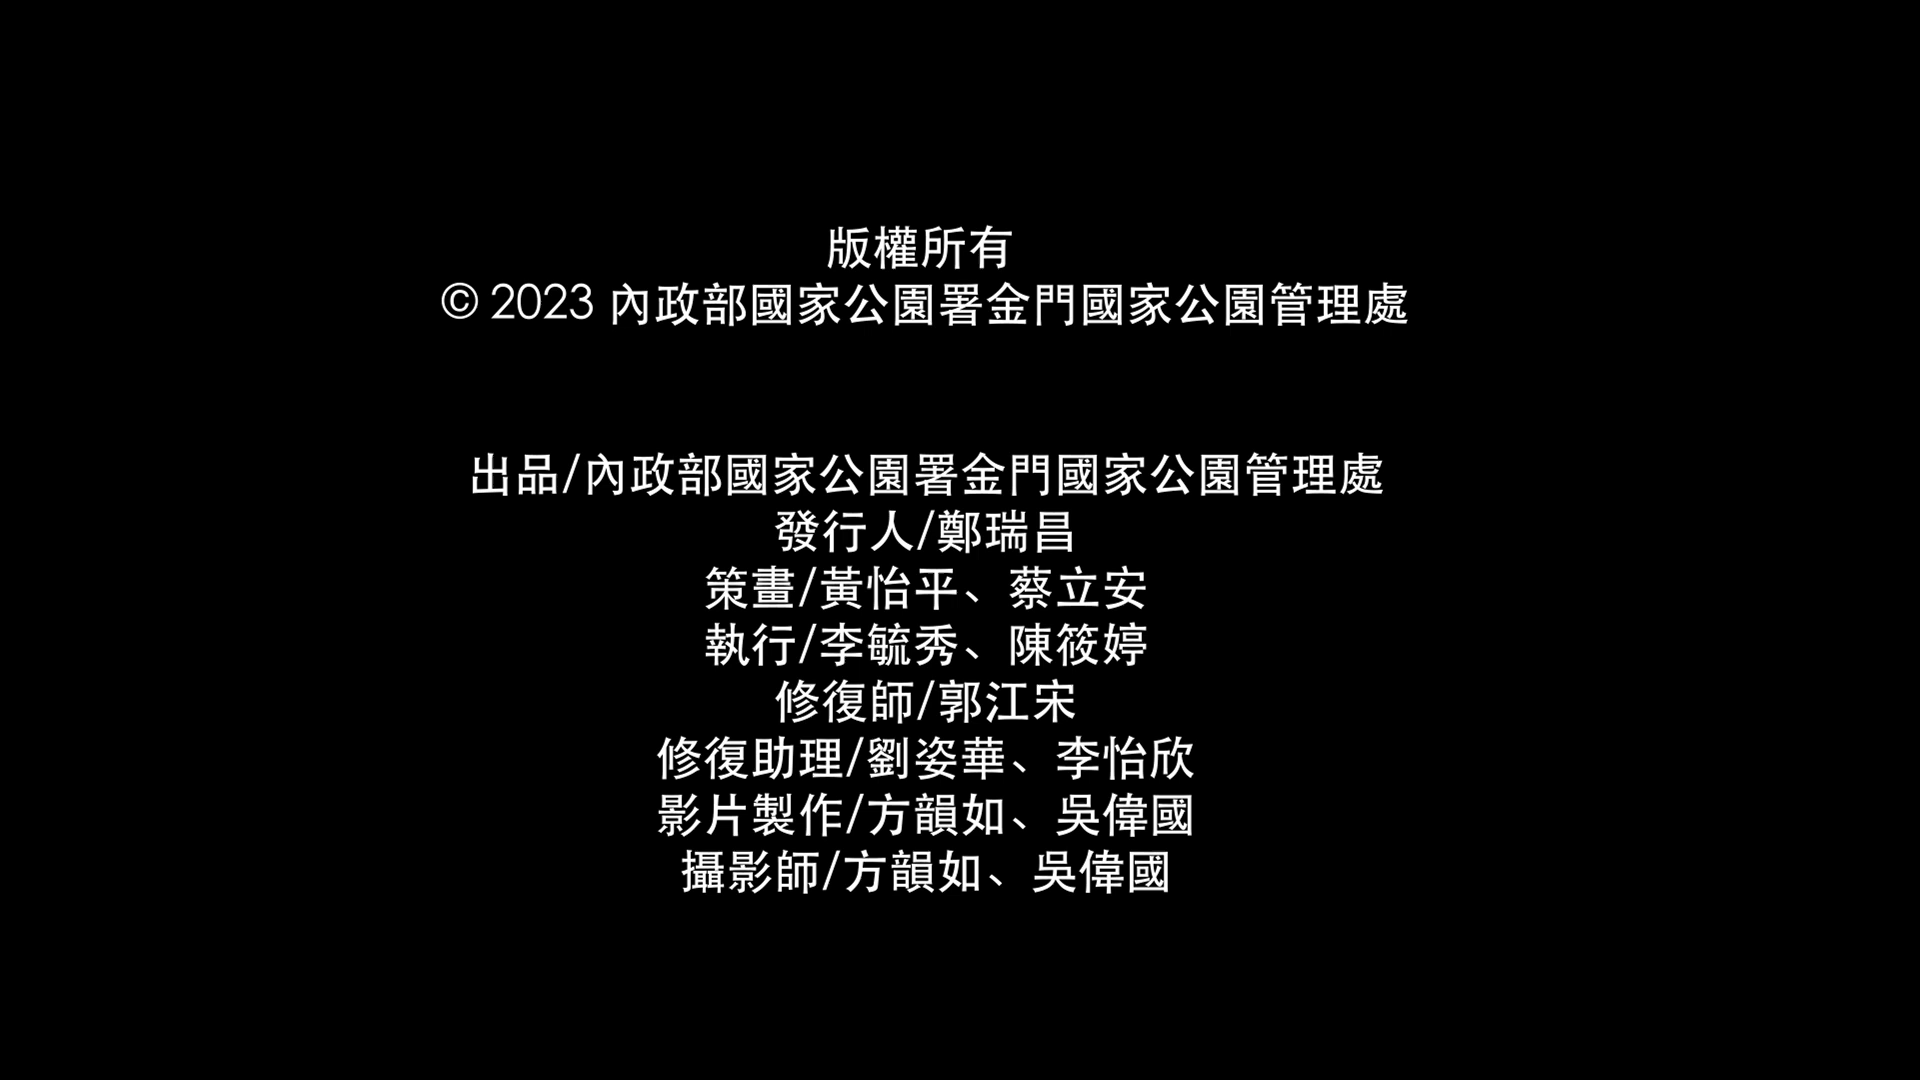 版權所有
© 2023 內政部國家公園署金門國家公園管理處
出品/內政部國家公園署金門國家公園管理處
發行人/鄭瑞昌
策畫/黃怡平、蔡立安
執行/李毓秀、陳筱婷
修復師/郭江宋
修復助理/劉姿華、李怡欣
影片製作/方韻如、吳偉國
攝影師/方韻如、吳偉國